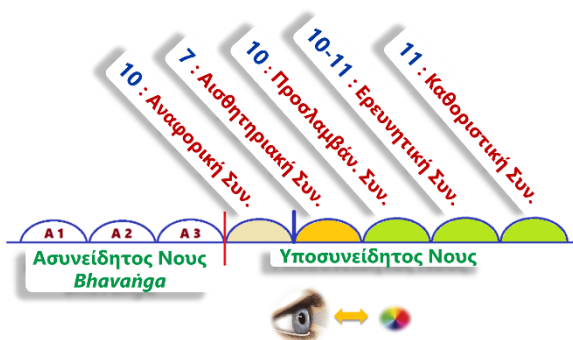 10 : Αναφορική Συν.
7 : Αισθητηριακή Συν.
10 : Προσλαμβάν. Συν.
10-11 : Ερευνητική Συν.
11 : Καθοριστική Συν.
A 1 A 2 A 3
Ασυνείδητος Νους
Bhavaṅga
Υποσυνείδητος Νους